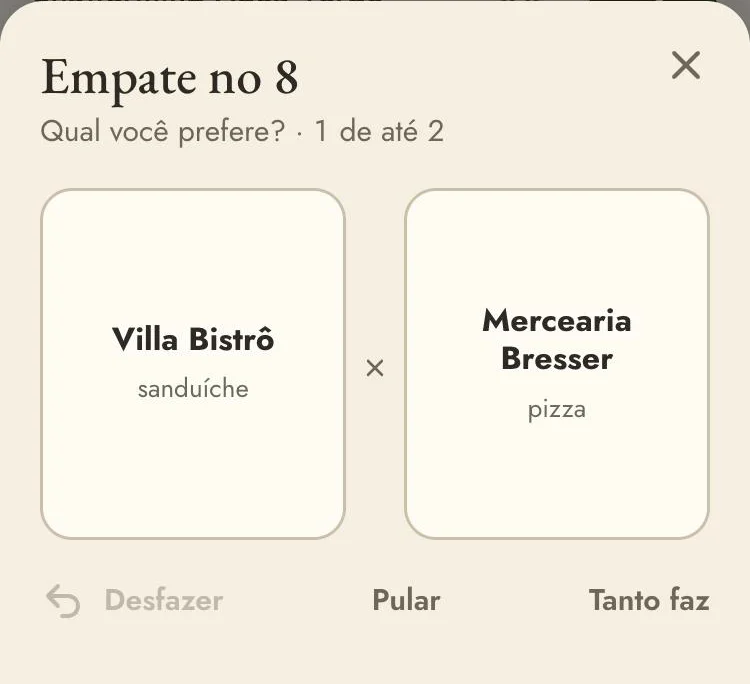 Empate no 8
Qual você prefere? · 1 de até 2
Villa Bistrô
sanduíche
×
Mercearia
Bresser
pizza
Desfazer
Pular
Tanto faz